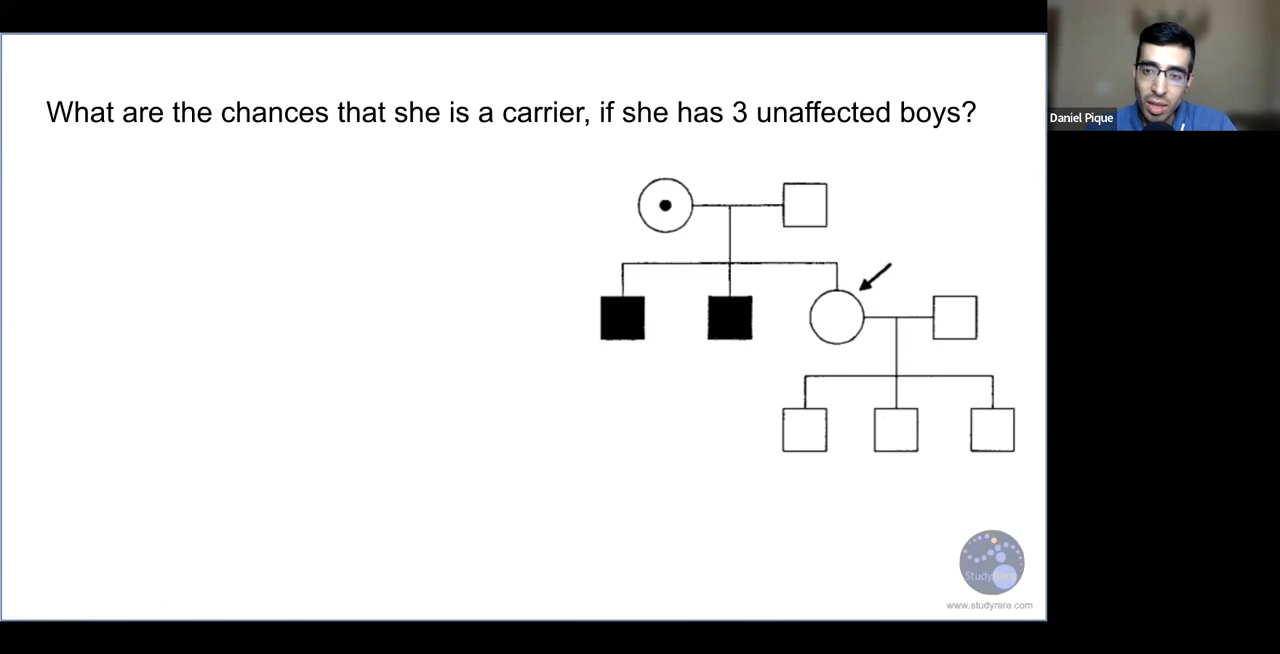 What are the chances that she is a carrier, if she has 3 unaffected boys?
Daniel Pique
StudyRare
www.studyrare.com